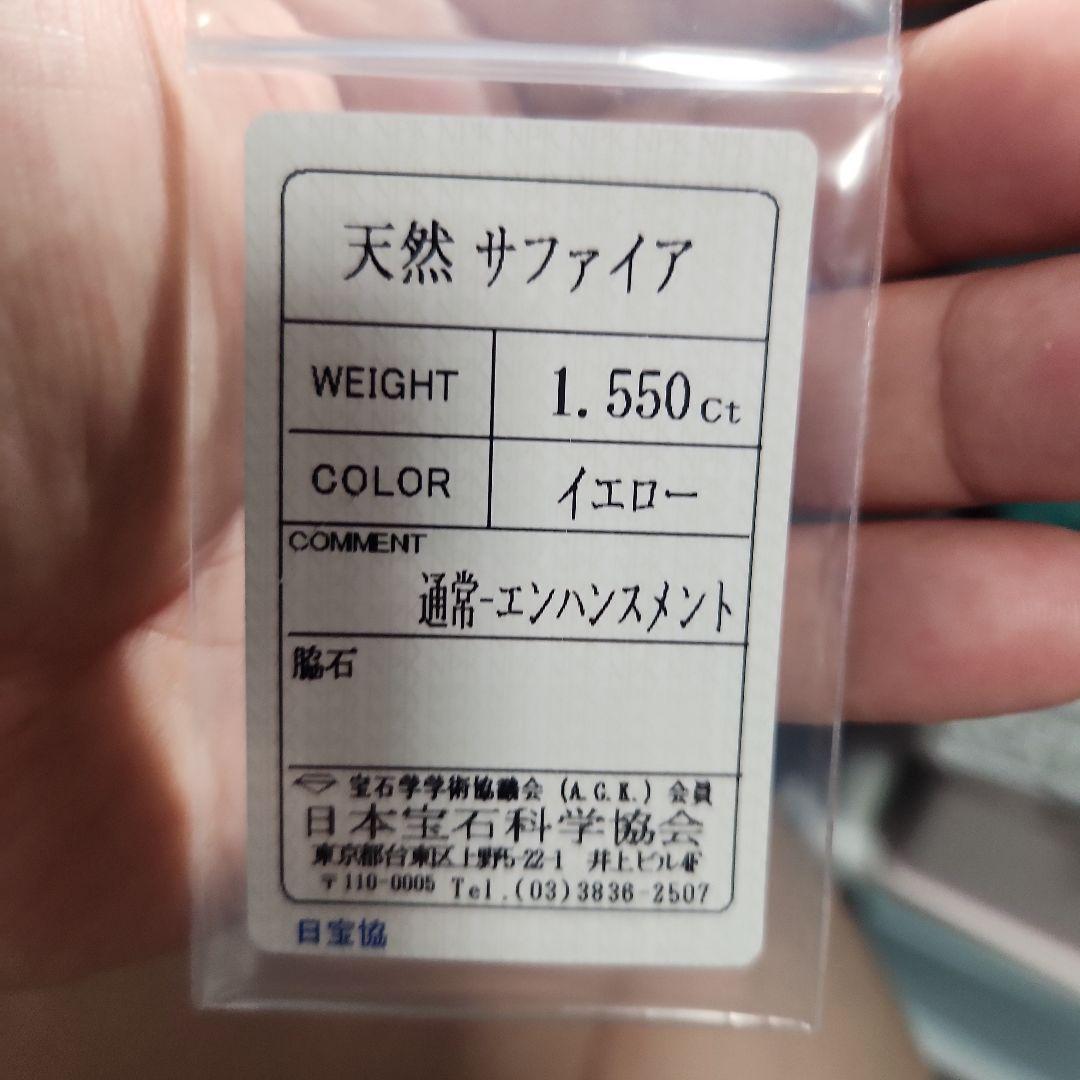 天然 サファイア
WEIGHT 1.550 Ct
COLOR イエロー
COMMENT
通常-エンハンスメント
脇石
宝石学学術協議会 (A.G.K.) 会員
日本宝石科学協会
東京都台東区上野5-22-1 井上ビル4F
〒110-0005 Tel.(03)3836-2507
日宝協